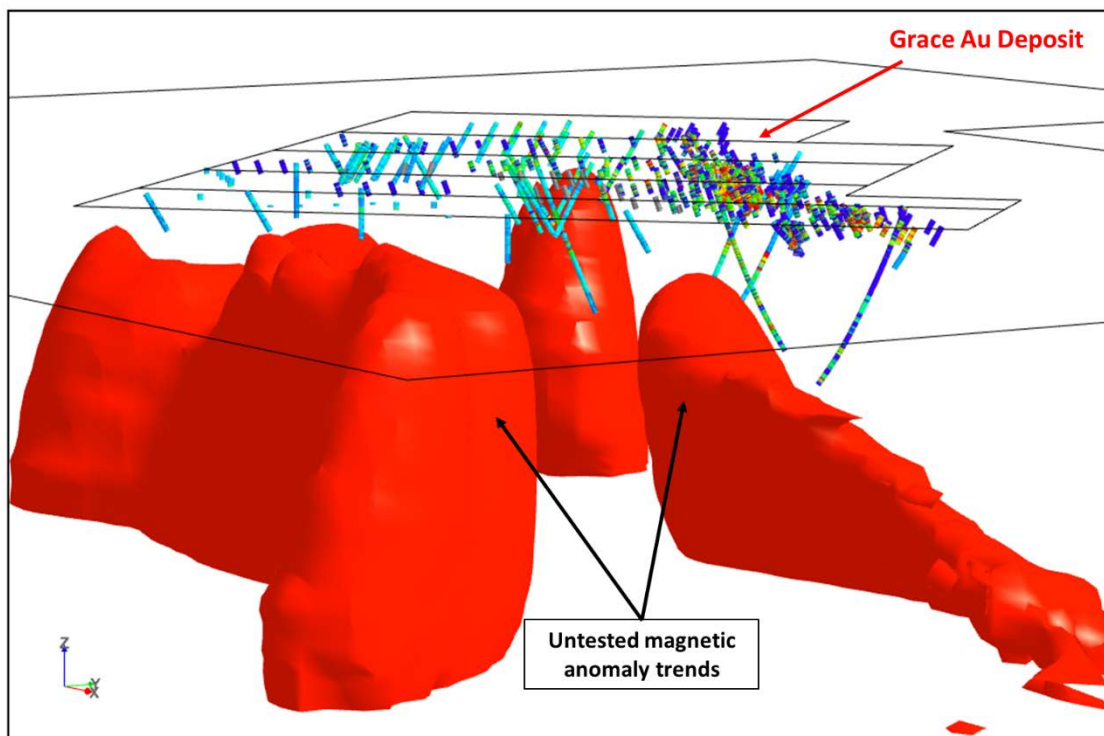 Grace Au Deposit
Untested magnetic
anomaly trends
Z
Y
X